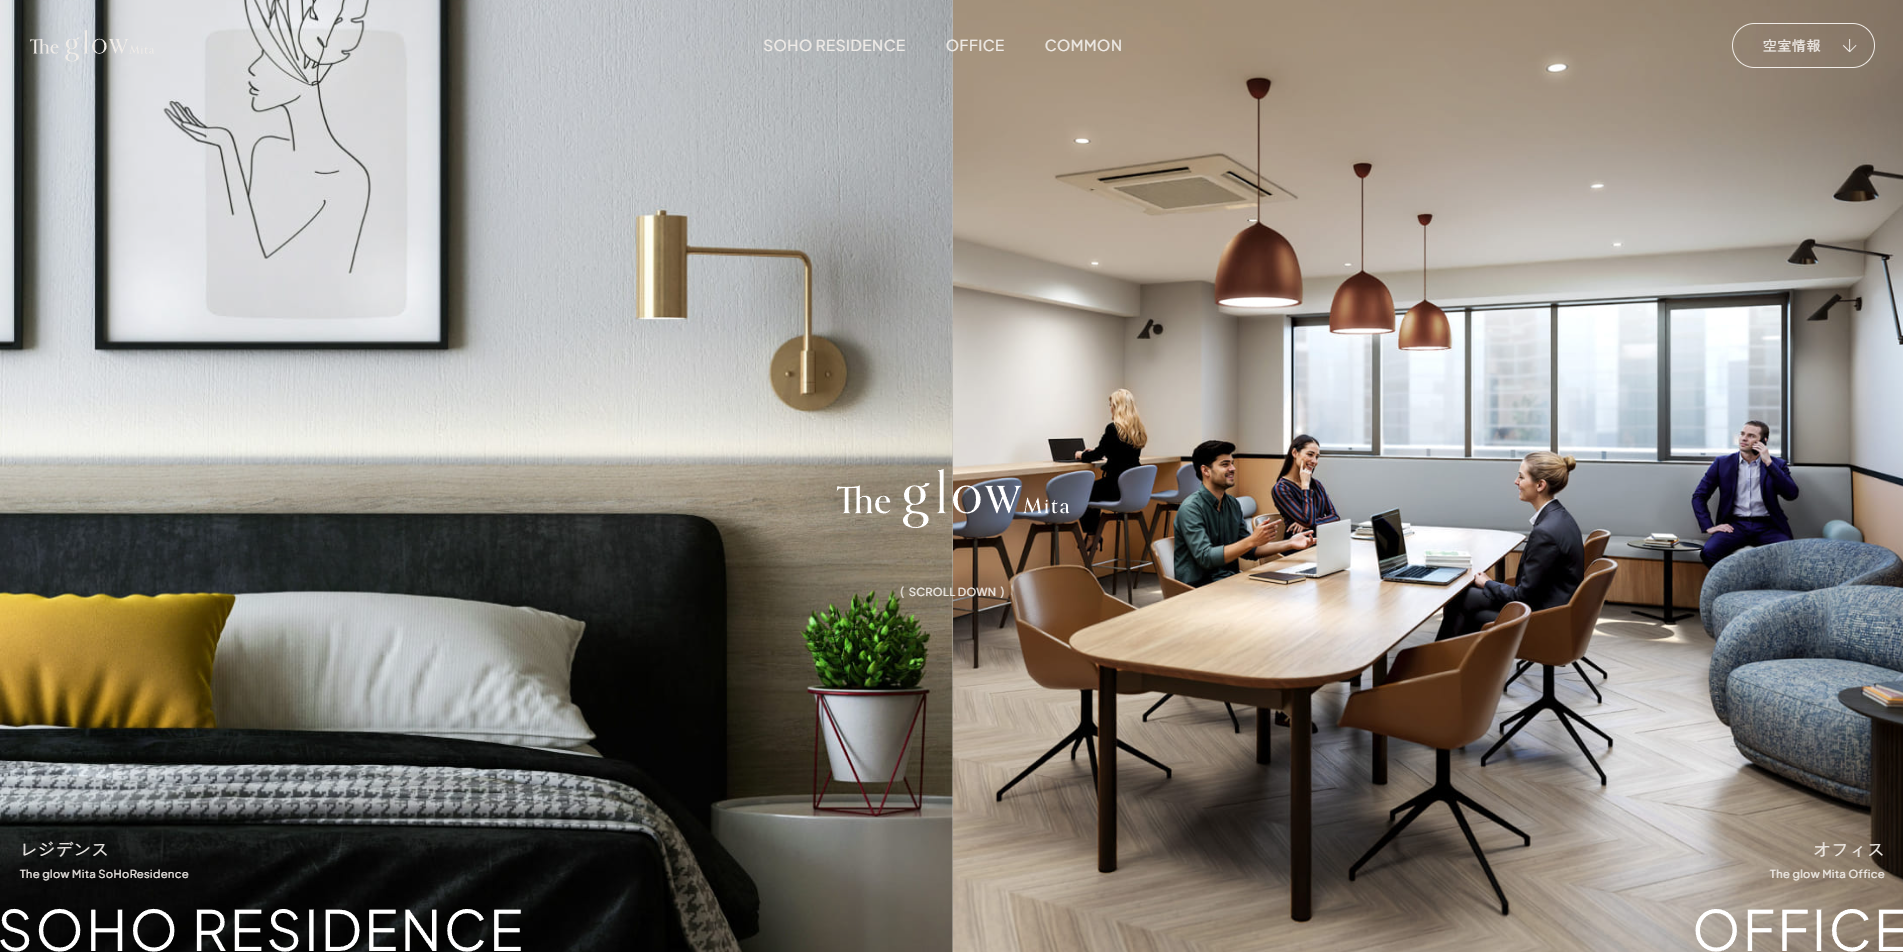 The glow Mita
SOHO RESIDENCE
OFFICE
COMMON
空室情報
The glow Mita
( SCROLL DOWN )
レジデンス
The glow Mita SoHoResidence
SOHO RESIDENCE
オフィス
The glow Mita Office
OFFICE